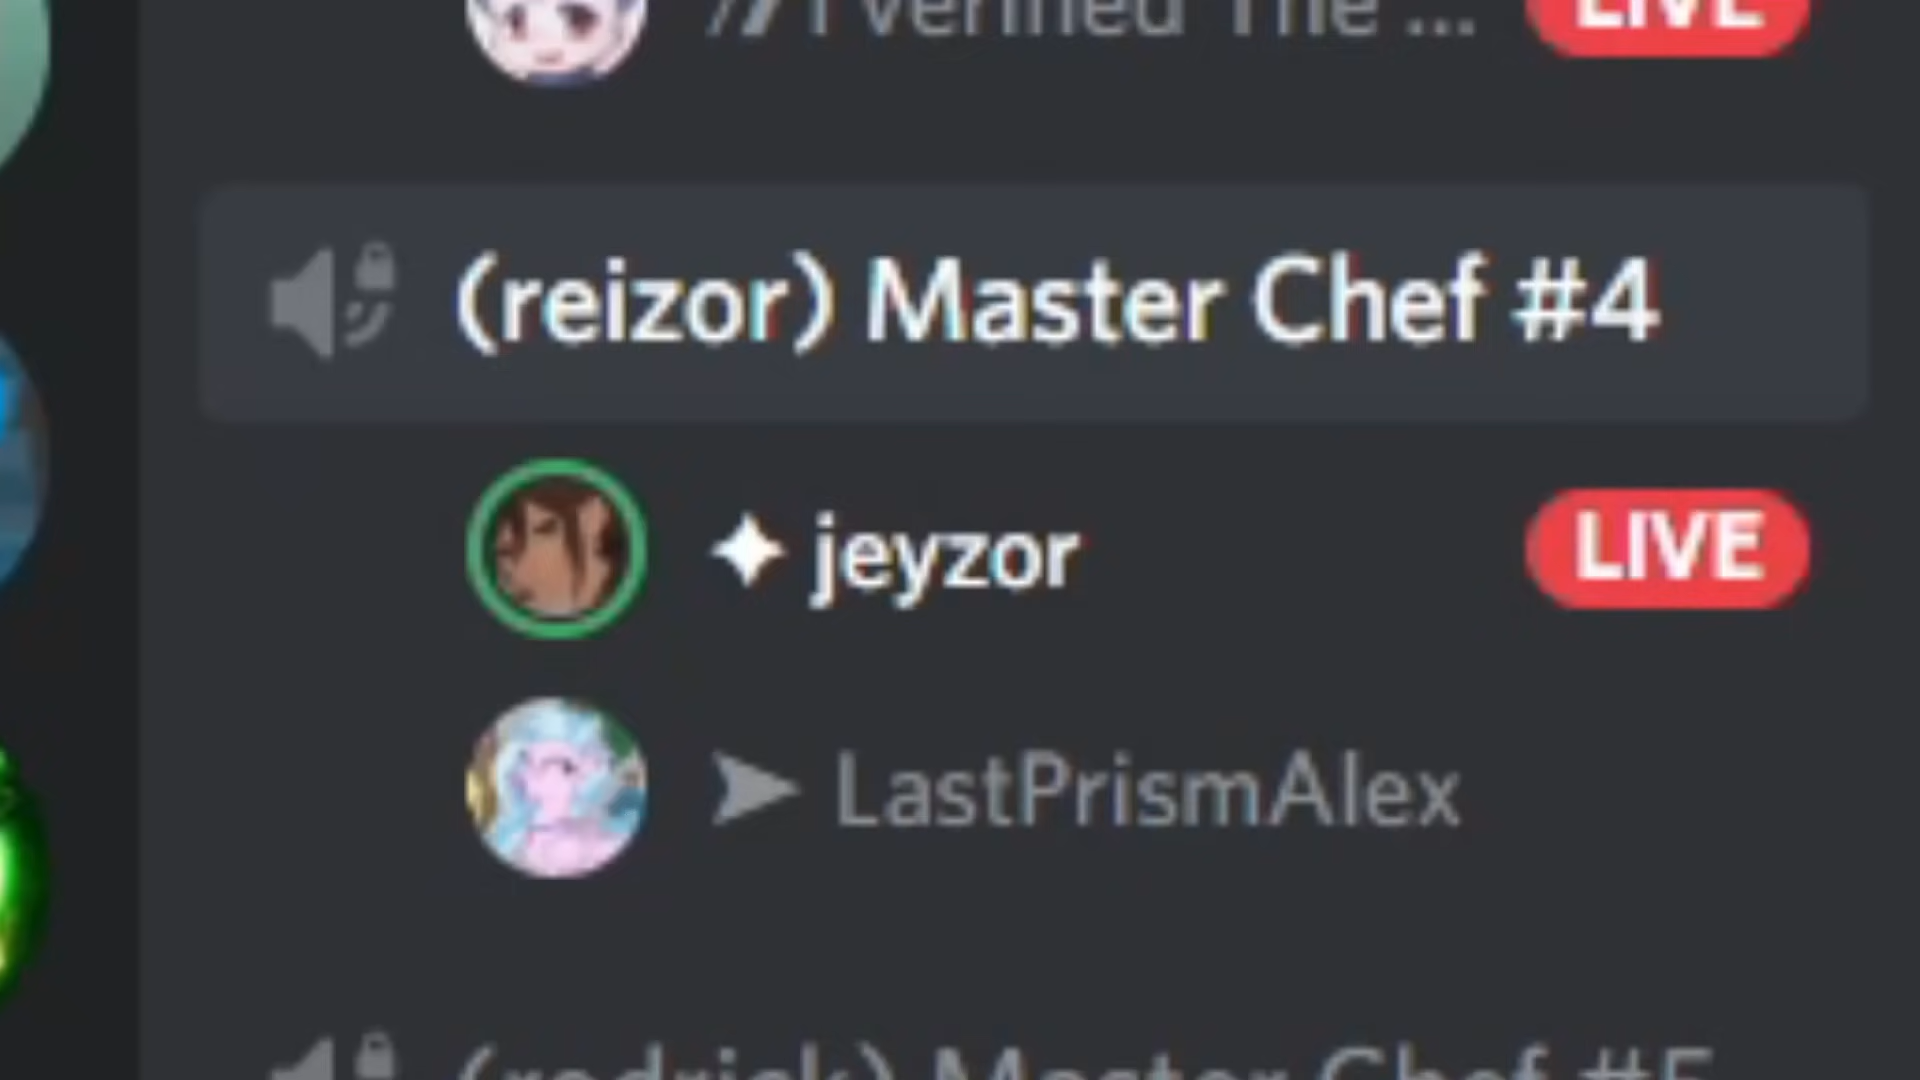 I verified The ... LIVE
(reizor) Master Chef #4
✦ jeyzor LIVE
➤ LastPrismAlex
(redrick) Master Chef #5